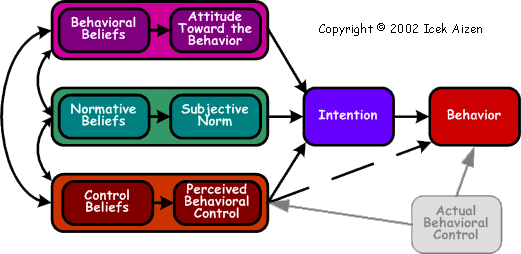 Behavioral
Beliefs
Attitude
Toward the
Behavior
Copyright © 2002 Icek Aizen
Normative
Beliefs
Subjective
Norm
Intention
Behavior
Control
Beliefs
Perceived
Behavioral
Control
Actual
Behavioral
Control